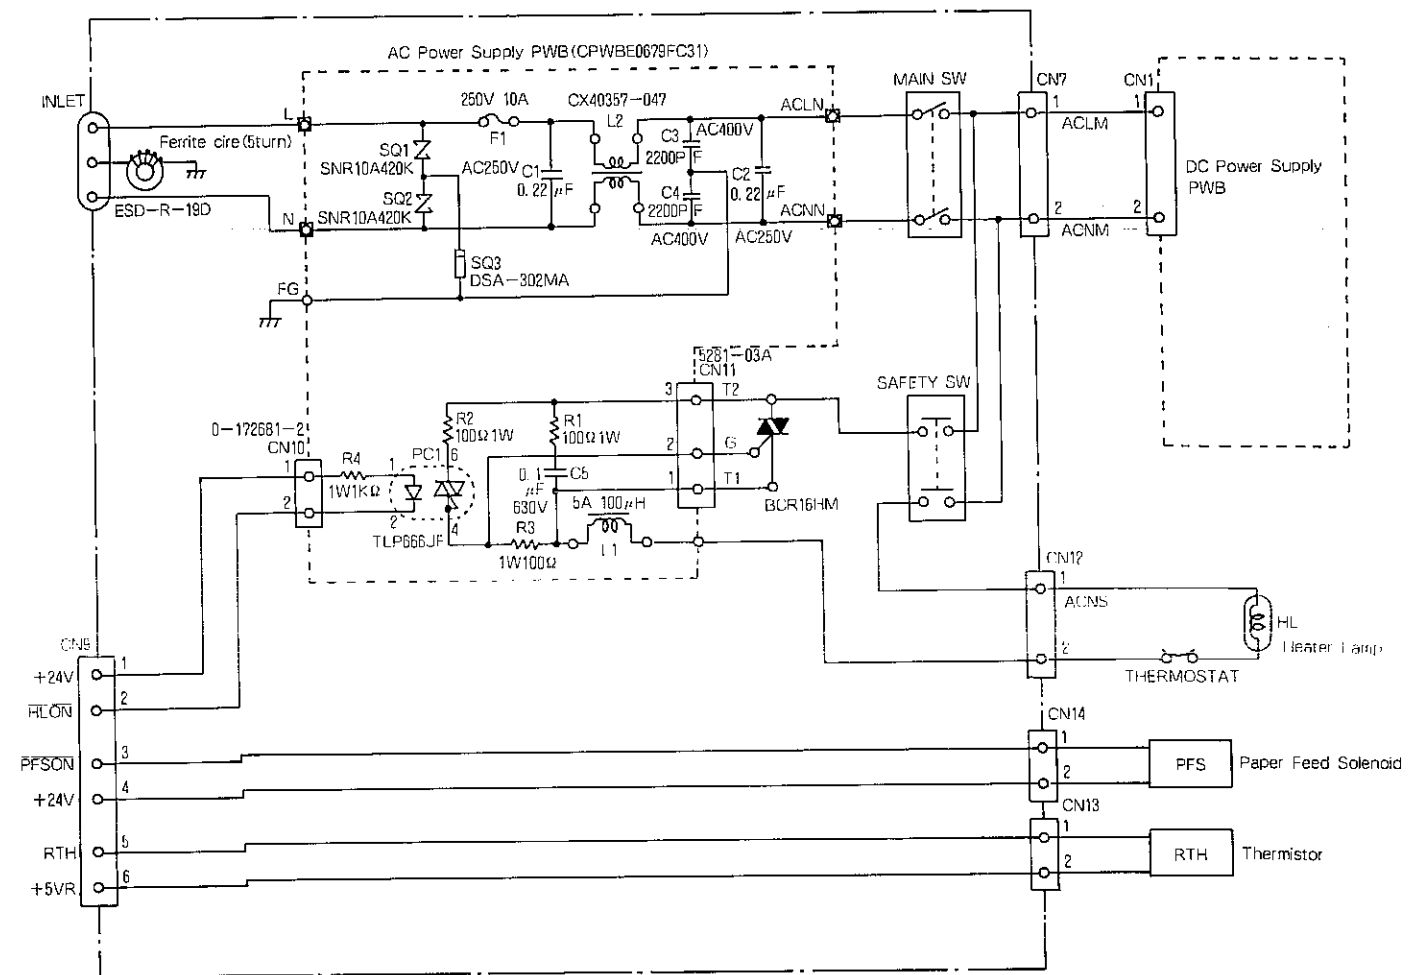 AC Power Supply PWB(CPWBE0679FC31)
INLET
Ferrite cire(5turn)
ESD-R-19D
L
N
FG
SQ1
SNR10A420K
SQ2
SNR10A420K
SQ3
DSA-302MA
250V 10A
F1
AC250V
C1
0.22 μF
CX40357-047
L2
AC400V
C3
2200P F
C4
2200P F
AC400V
C2
0.22 μF
AC250V
ACLN
ACNN
MAIN SW
CN7
1
ACLM
2
ACNM
CN1
1
2
DC Power Supply
PWB
5281-03A
CN11
3
T2
2
G
1
T1
BCR16HM
SAFETY SW
0-172681-2
CN10
1
2
R4
1W1KΩ
PC1
1
2
6
4
TLP666JF
R2
100Ω1W
R1
100Ω1W
0.1
μF
630V
C5
R3
1W100Ω
5A 100μH
L1
CN12
1
ACNS
2
HL
Heater Lamp
THERMOSTAT
CN9
+24V
1
HLON
2
PFSON
3
+24V
4
RTH
5
+5VR
6
CN14
1
2
PFS
Paper Feed Solenoid
CN13
1
2
RTH
Thermistor